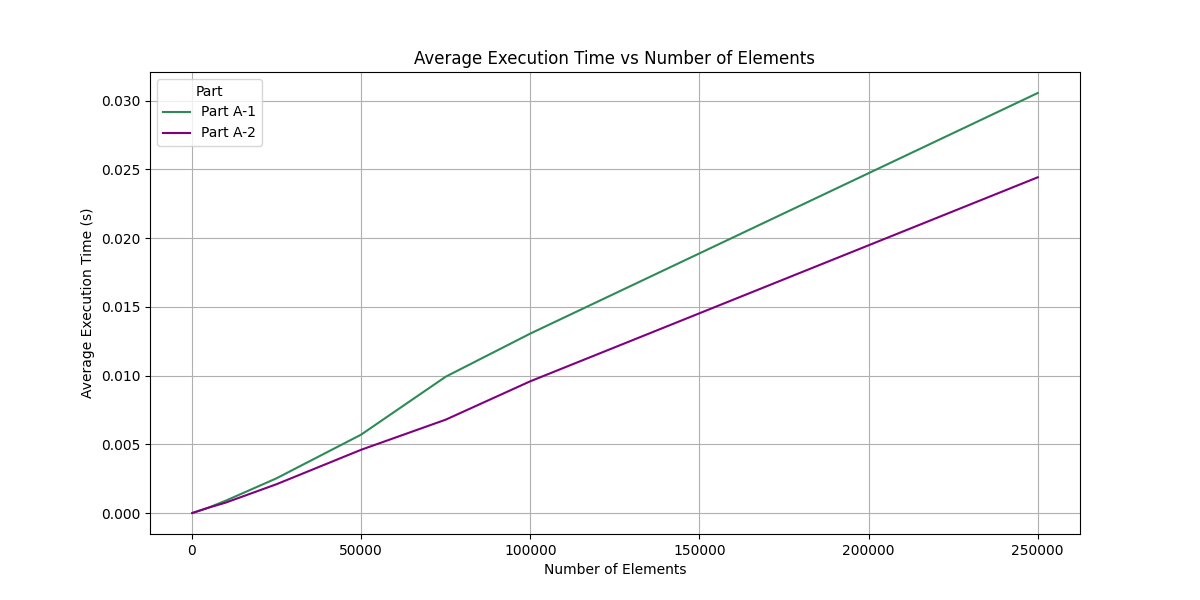 Average Execution Time vs Number of Elements
Part
Part A-1
Part A-2
Average Execution Time (s)
0.030
0.025
0.020
0.015
0.010
0.005
0.000
0 50000 100000 150000 200000 250000
Number of Elements